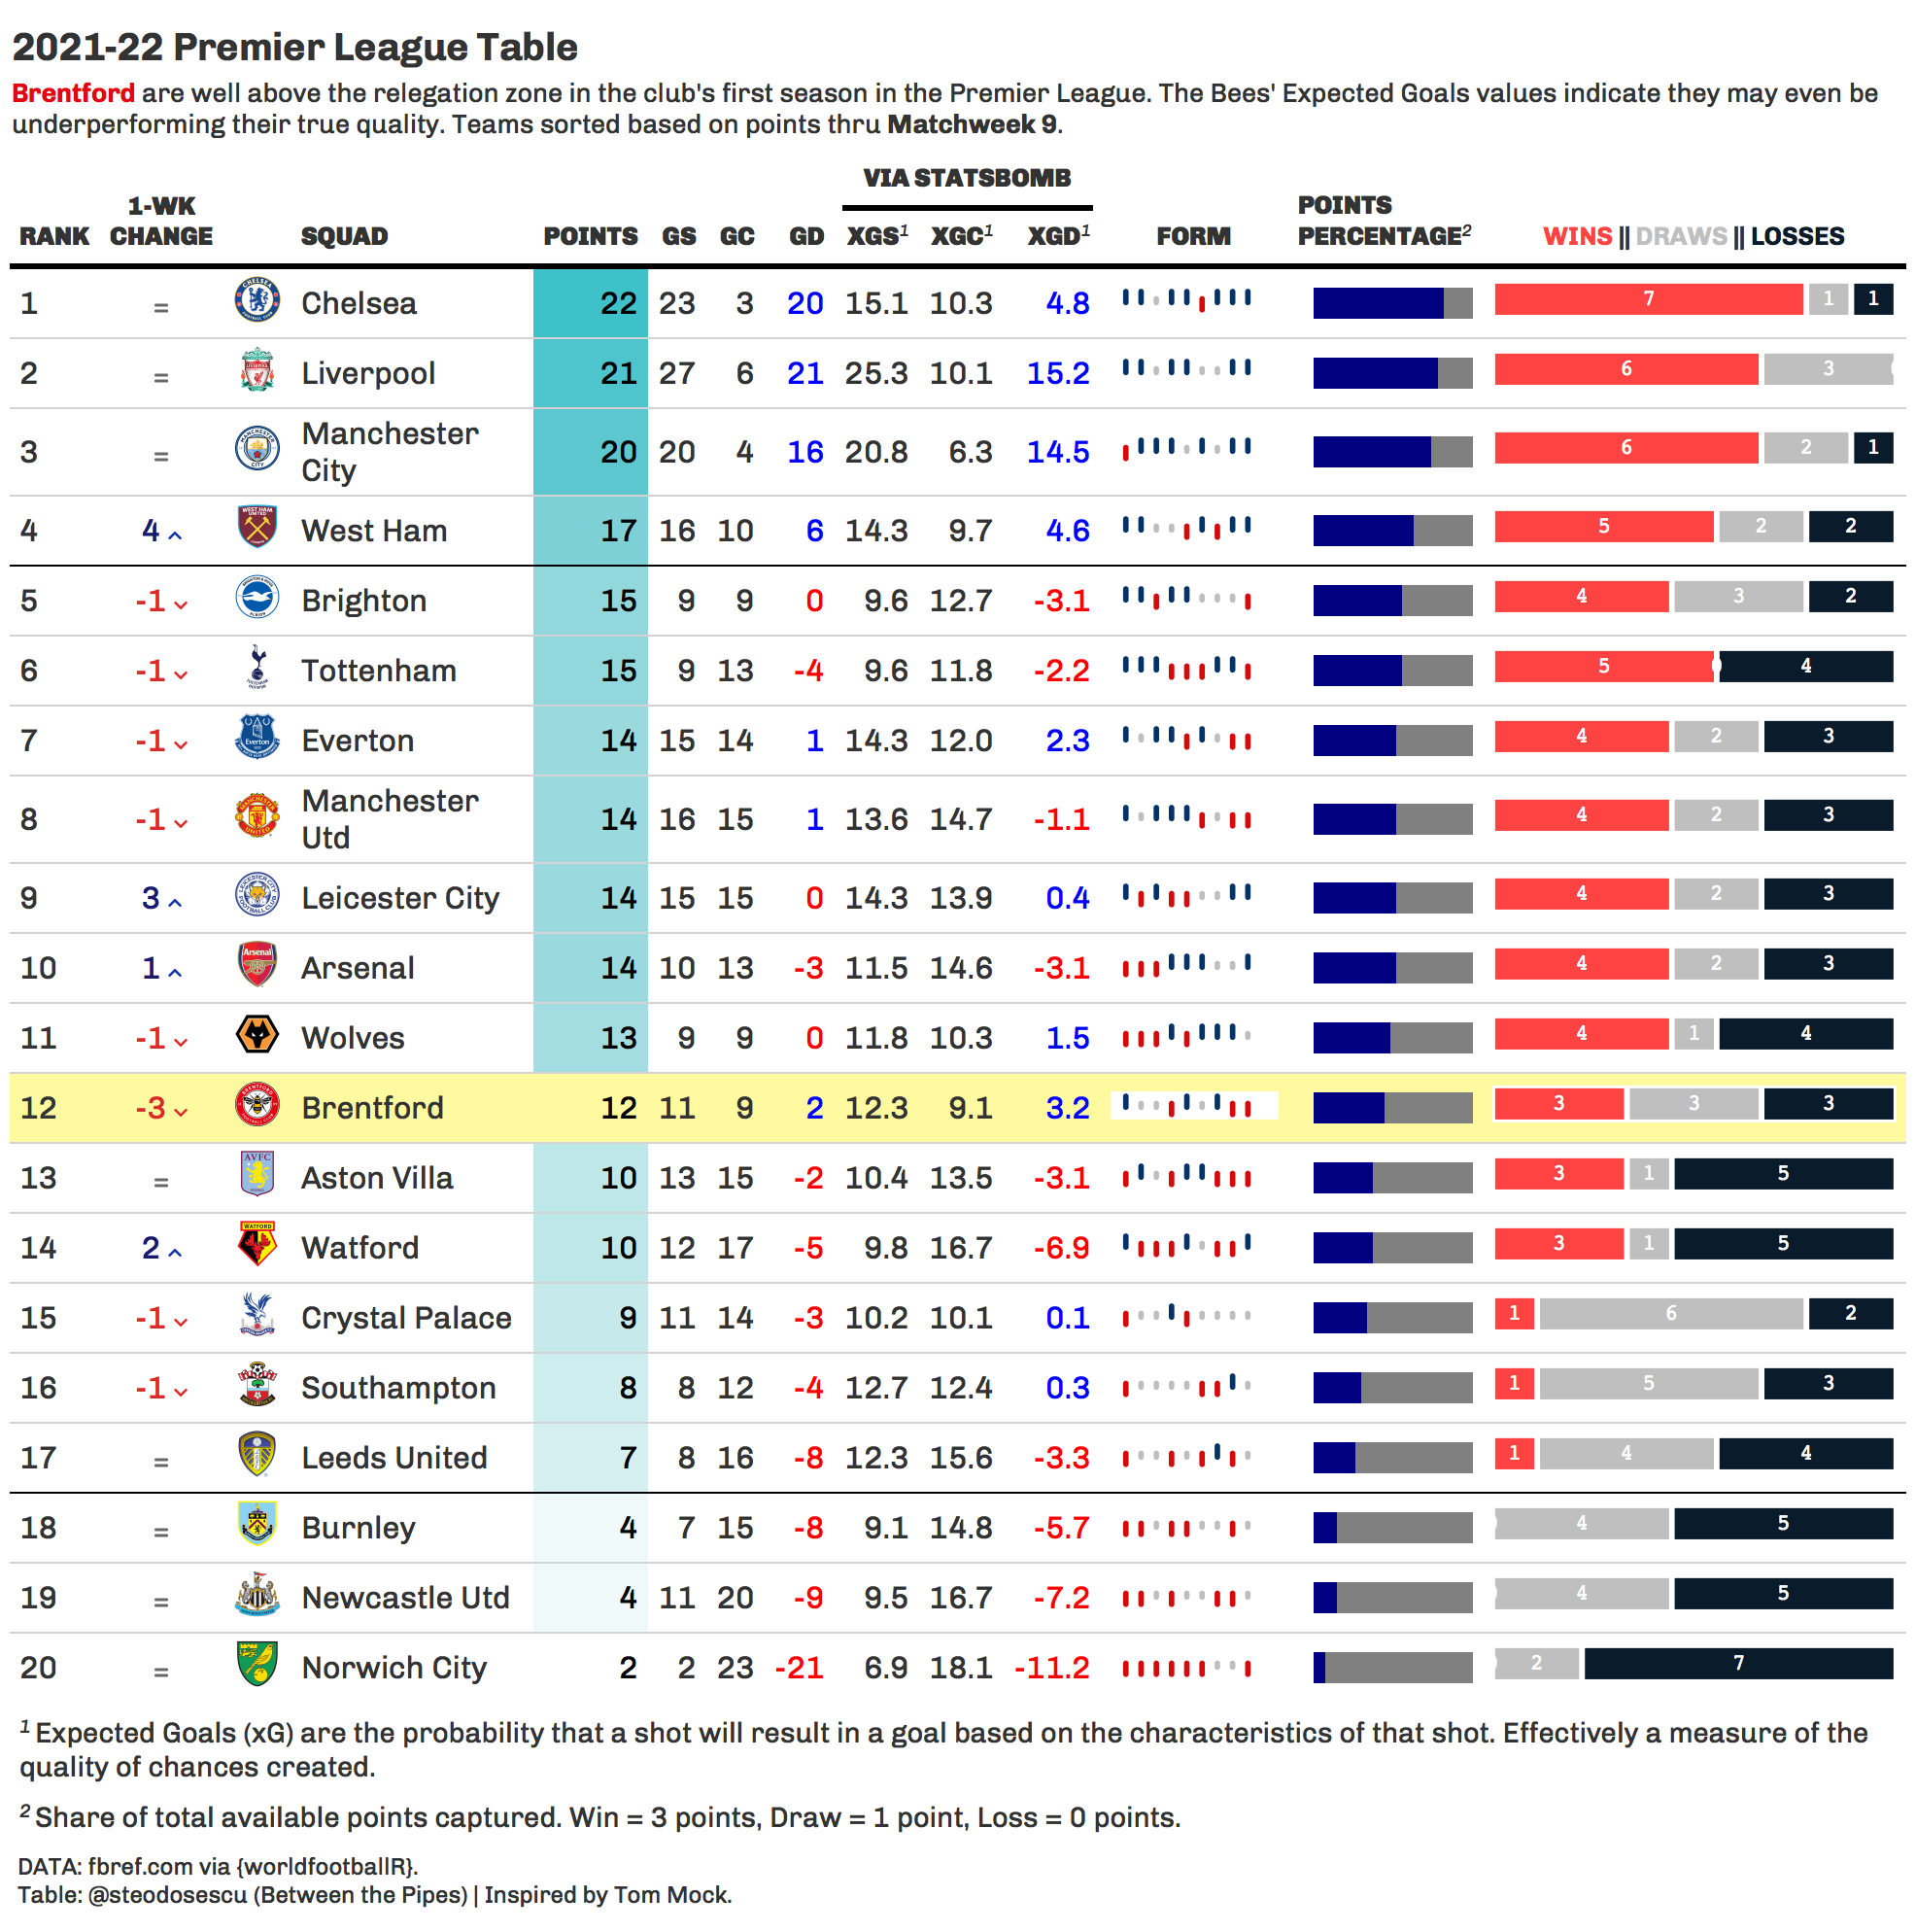 2021-22 Premier League Table
Brentford are well above the relegation zone in the club's first season in the Premier League. The Bees' Expected Goals values indicate they may even be
underperforming their true quality. Teams sorted based on points thru Matchweek 9.
VIA STATSBOMB
RANK 1-WK CHANGE SQUAD POINTS GS GC GD XGS1 XGC1 XGD1 FORM POINTS PERCENTAGE2 WINS || DRAWS || LOSSES
1 = Chelsea 22 23 3 20 15.1 10.3 4.8 7 1 1
2 = Liverpool 21 27 6 21 25.3 10.1 15.2 6 3
3 = Manchester City 20 20 4 16 20.8 6.3 14.5 6 2 1
4 4 West Ham 17 16 10 6 14.3 9.7 4.6 5 2 2
5 -1 Brighton 15 9 9 0 9.6 12.7 -3.1 4 3 2
6 -1 Tottenham 15 9 13 -4 9.6 11.8 -2.2 5 0 4
7 -1 Everton 14 15 14 1 14.3 12.0 2.3 4 2 3
8 -1 Manchester Utd 14 16 15 1 13.6 14.7 -1.1 4 2 3
9 3 Leicester City 14 15 15 0 14.3 13.9 0.4 4 2 3
10 1 Arsenal 14 10 13 -3 11.5 14.6 -3.1 4 2 3
11 -1 Wolves 13 9 9 0 11.8 10.3 1.5 4 1 4
12 -3 Brentford 12 11 9 2 12.3 9.1 3.2 3 3 3
13 = Aston Villa 10 13 15 -2 10.4 13.5 -3.1 3 1 5
14 2 Watford 10 12 17 -5 9.8 16.7 -6.9 3 1 5
15 -1 Crystal Palace 9 11 14 -3 10.2 10.1 0.1 1 6 2
16 -1 Southampton 8 8 12 -4 12.7 12.4 0.3 1 5 3
17 = Leeds United 7 8 16 -8 12.3 15.6 -3.3 1 4 4
18 = Burnley 4 7 15 -8 9.1 14.8 -5.7 4 5
19 = Newcastle Utd 4 11 20 -9 9.5 16.7 -7.2 4 5
20 = Norwich City 2 2 23 -21 6.9 18.1 -11.2 2 7
1 Expected Goals (xG) are the probability that a shot will result in a goal based on the characteristics of that shot. Effectively a measure of the
quality of chances created.
2 Share of total available points captured. Win = 3 points, Draw = 1 point, Loss = 0 points.
DATA: fbref.com via {worldfootballR}.
Table: @steodosescu (Between the Pipes) | Inspired by Tom Mock.